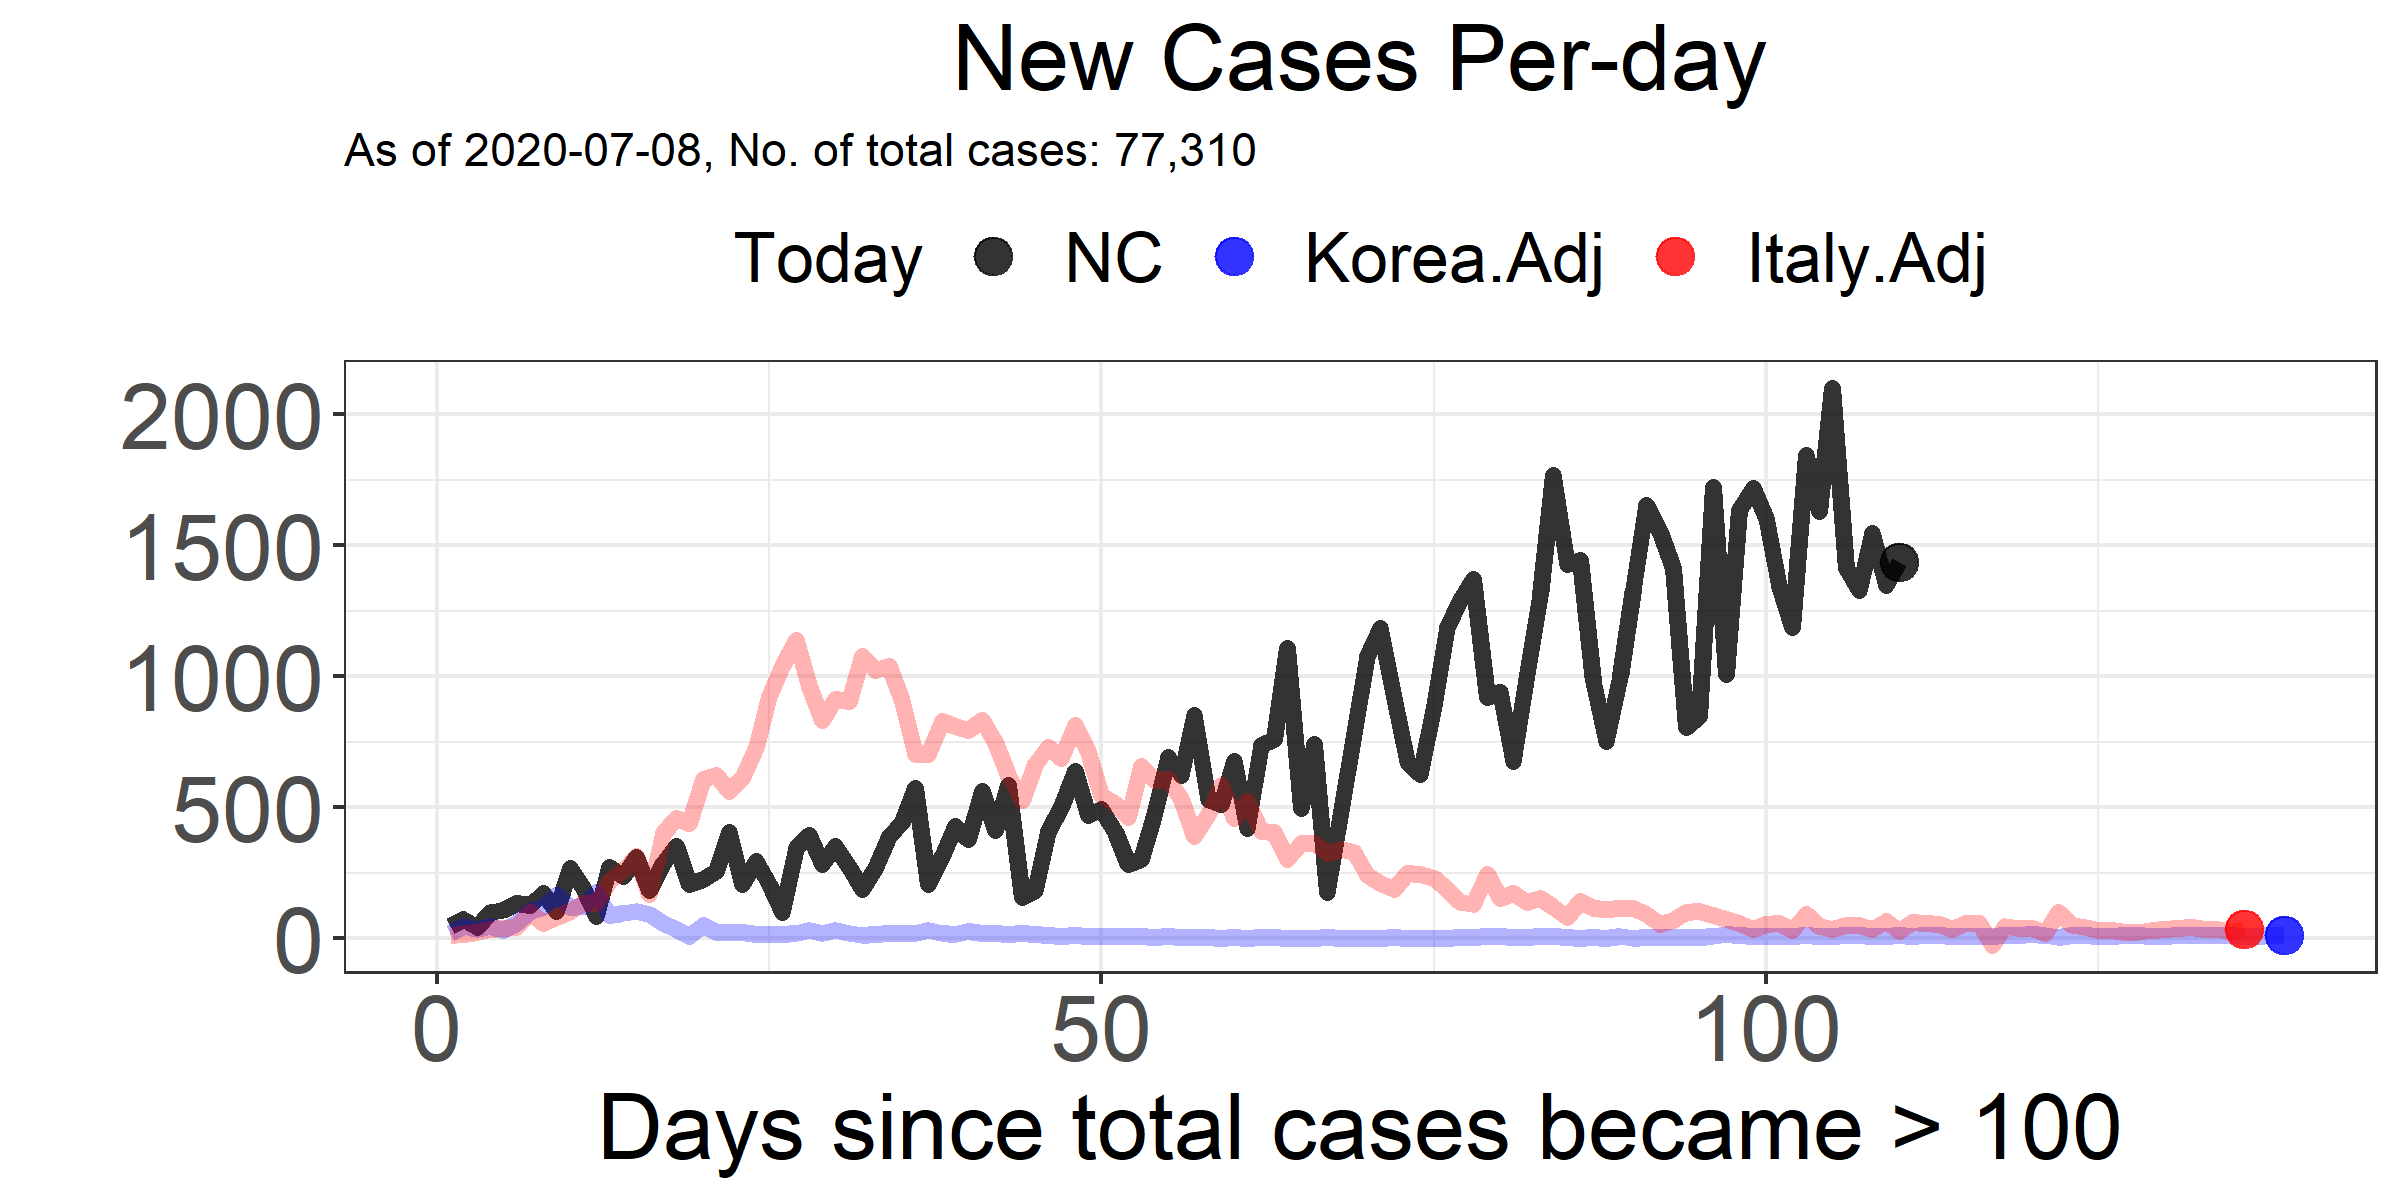 New Cases Per-day
As of 2020-07-08, No. of total cases: 77,310
Today NC Korea.Adj Italy.Adj
2000
1500
1000
500
0
0 50 100
Days since total cases became > 100